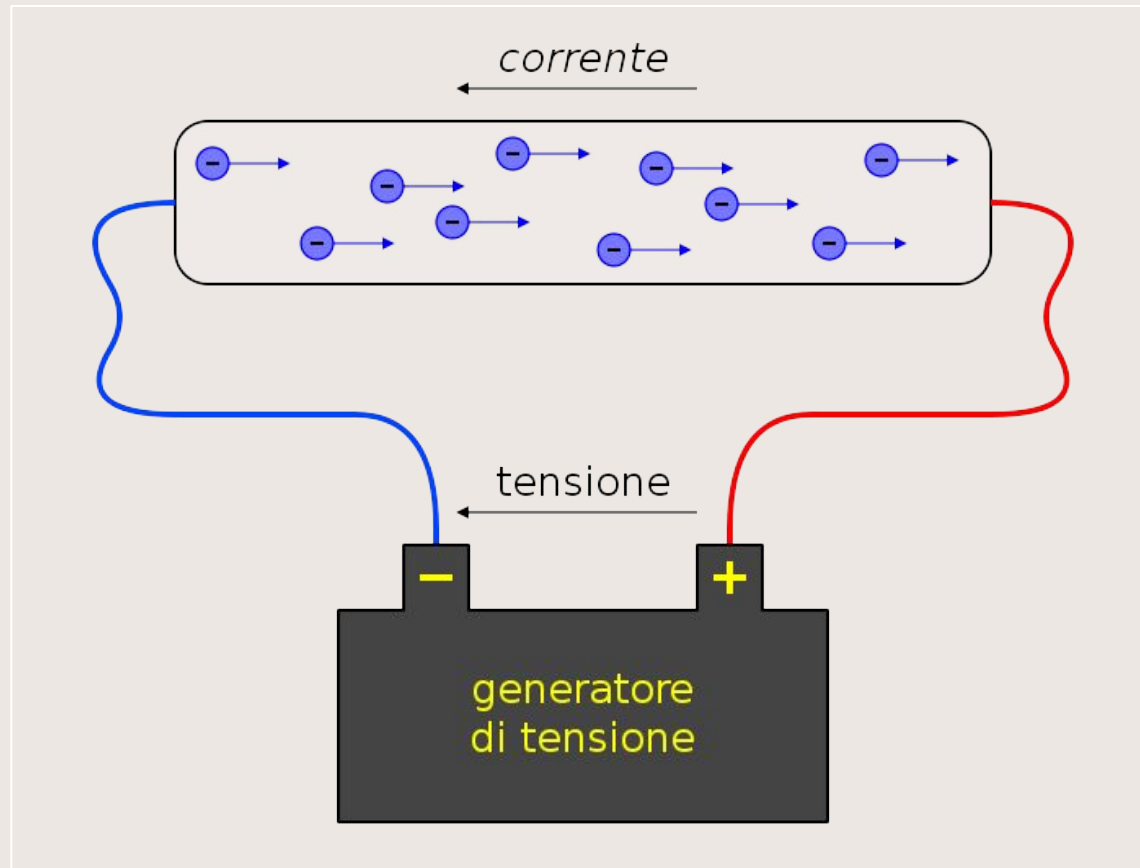 corrente
tensione
− +
generatore
di tensione